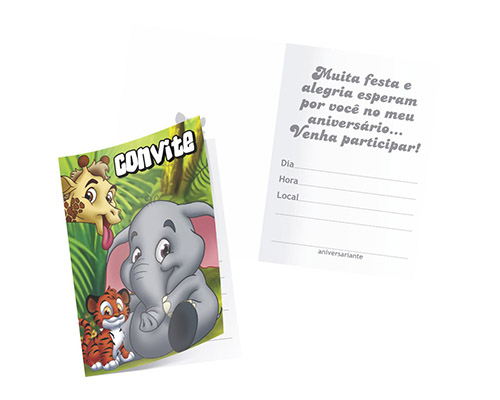 Convite
Muita festa e
alegria esperam
por você no meu
aniversário...
Venha participar!
Dia
Hora
Local
aniversariante